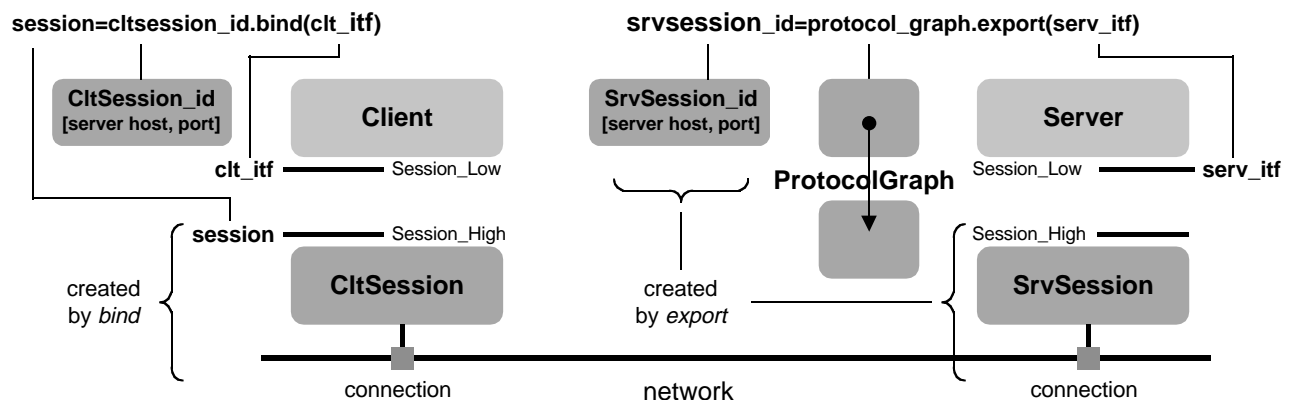 session=cltsession_id.bind(clt_itf)
srvsession_id=protocol_graph.export(serv_itf)
CltSession_id
[server host, port]
Client
SrvSession_id
[server host, port]
Server
clt_itf
Session_Low
ProtocolGraph
Session_Low
serv_itf
session
Session_High
Session_High
created
by bind
CltSession
created
by export
SrvSession
connection
network
connection